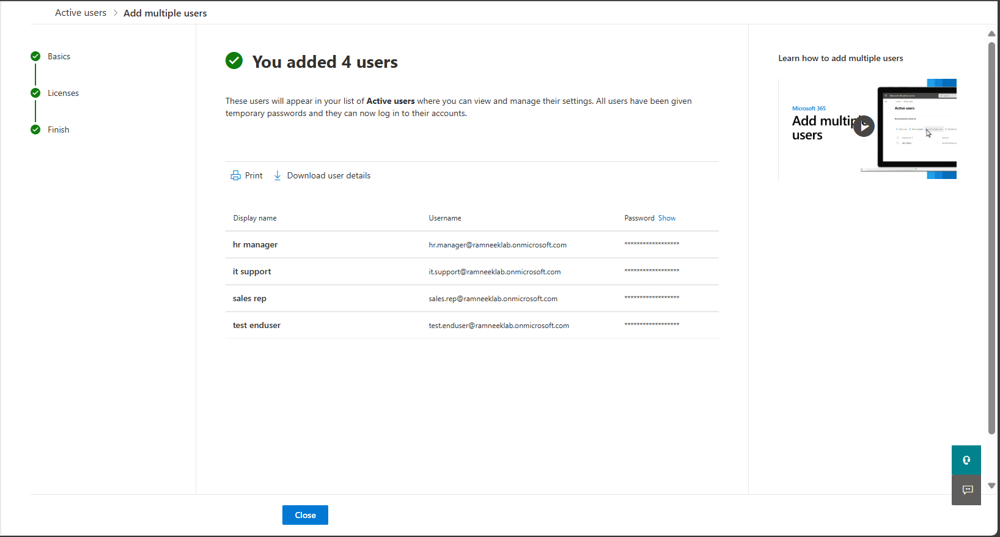 Active users > Add multiple users
Basics
Licenses
Finish
You added 4 users
These users will appear in your list of Active users where you can view and manage their settings. All users have been given
temporary passwords and they can now log in to their accounts.
Print
Download user details
Display name Username Password Show
hr manager hr.manager@ramneeklab.onmicrosoft.com ******************
it support it.support@ramneeklab.onmicrosoft.com ******************
sales rep sales.rep@ramneeklab.onmicrosoft.com ******************
test enduser test.enduser@ramneeklab.onmicrosoft.com ******************
Close
Learn how to add multiple users
Microsoft 365
Add multip
users
Active users